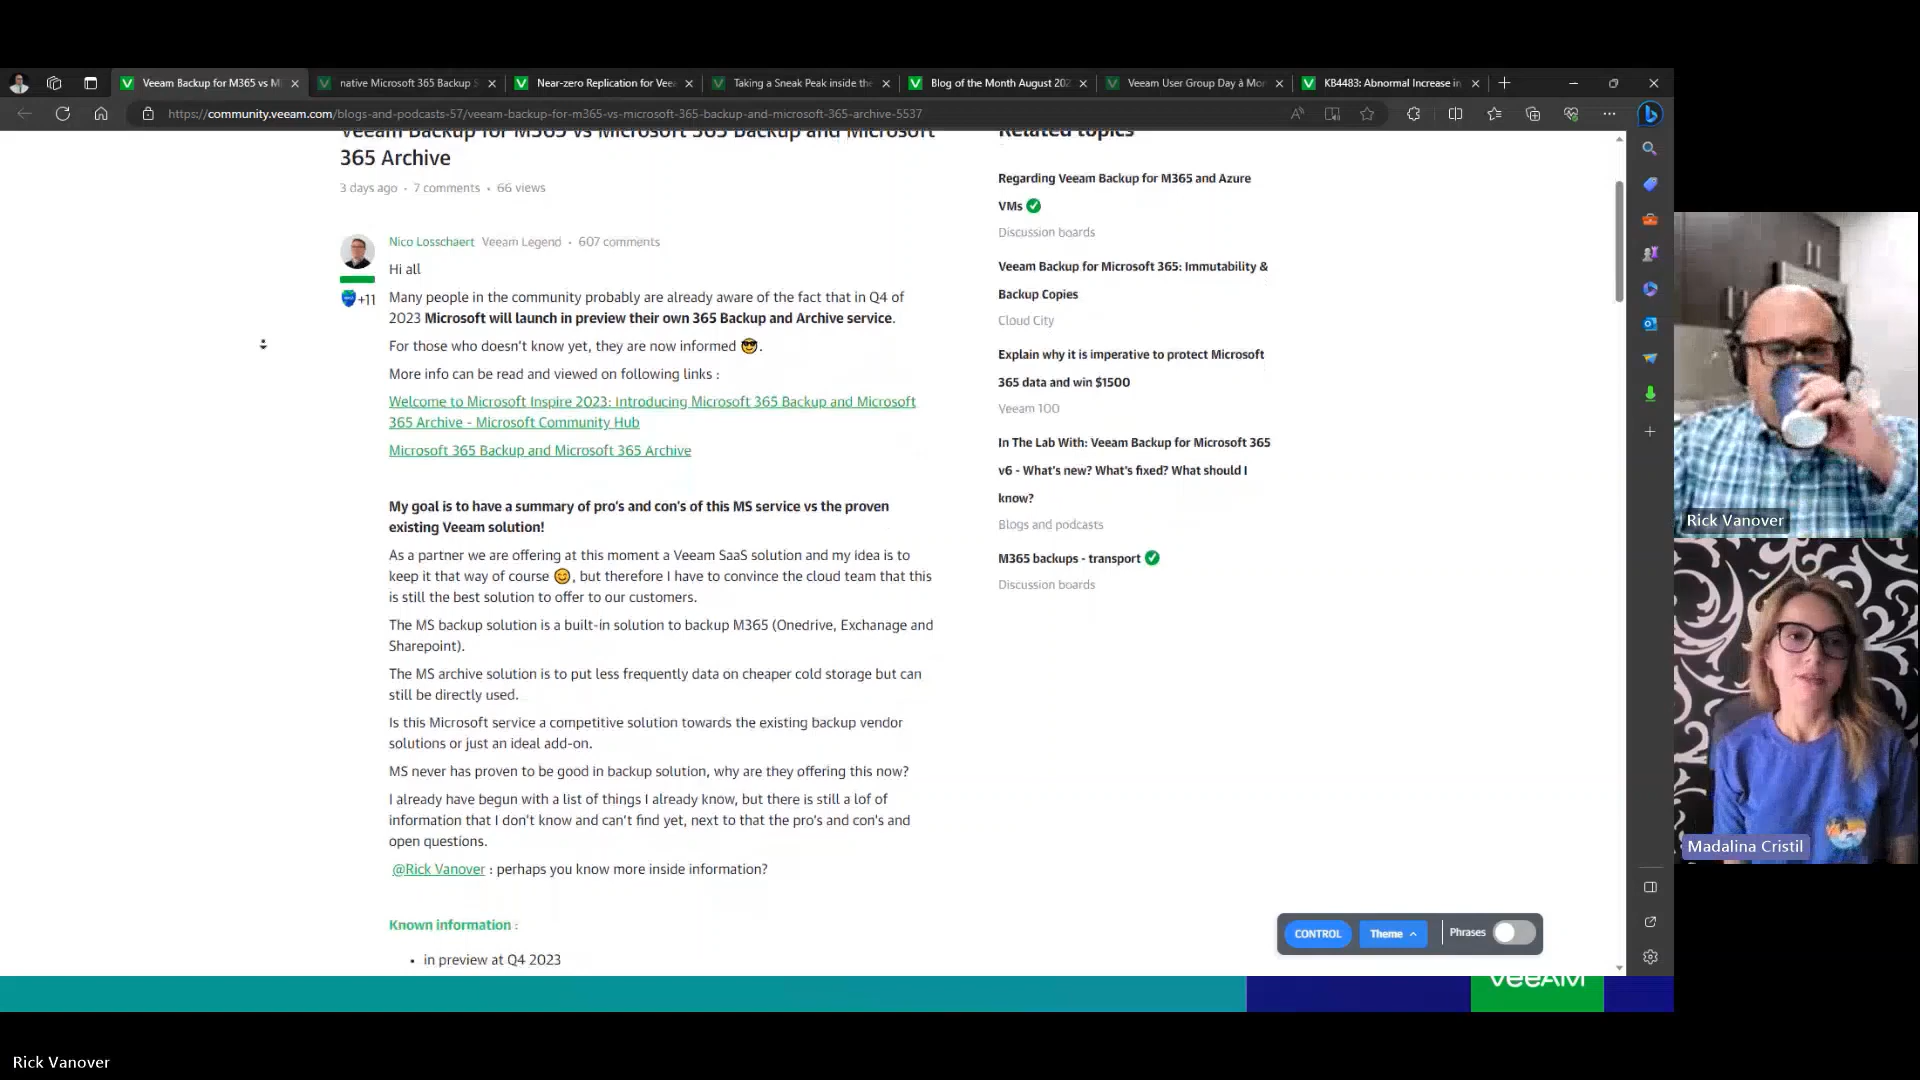 Veeam Backup for M365 vs M
native Microsoft 365 Backup S
Near-zero Replication for Vee
Taking a Sneak Peak inside the
Blog of the Month August 202
Veeam User Group Day à Mor
KB4483: Abnormal Increase in
https://community.veeam.com/blogs-and-podcasts-57/veeam-backup-for-m365-vs-microsoft-365-backup-and-microsoft-365-archive-5537
Veeam Backup for M365 vs Microsoft 365 Backup and Microsoft
365 Archive
3 days ago · 7 comments · 66 views
Nico Losschaert Veeam Legend · 607 comments
+11
Hi all
Many people in the community probably are already aware of the fact that in Q4 of
2023 Microsoft will launch in preview their own 365 Backup and Archive service.
For those who doesn't know yet, they are now informed 😎.
More info can be read and viewed on following links :
Welcome to Microsoft Inspire 2023: Introducing Microsoft 365 Backup and Microsoft
365 Archive - Microsoft Community Hub
Microsoft 365 Backup and Microsoft 365 Archive
My goal is to have a summary of pro's and con's of this MS service vs the proven
existing Veeam solution!
As a partner we are offering at this moment a Veeam SaaS solution and my idea is to
keep it that way of course 😊, but therefore I have to convince the cloud team that this
is still the best solution to offer to our customers.
The MS backup solution is a built-in solution to backup M365 (Onedrive, Exchanage and
Sharepoint).
The MS archive solution is to put less frequently data on cheaper cold storage but can
still be directly used.
Is this Microsoft service a competitive solution towards the existing backup vendor
solutions or just an ideal add-on.
MS never has proven to be good in backup solution, why are they offering this now?
I already have begun with a list of things I already know, but there is still a lof of
information that I don't know and can't find yet, next to that the pro's and con's and
open questions.
@Rick Vanover : perhaps you know more inside information?
Known information :
• in preview at Q4 2023
Related topics
Regarding Veeam Backup for M365 and Azure
VMs
Discussion boards
Veeam Backup for Microsoft 365: Immutability &
Backup Copies
Cloud City
Explain why it is imperative to protect Microsoft
365 data and win $1500
Veeam 100
In The Lab With: Veeam Backup for Microsoft 365
v6 - What's new? What's fixed? What should I
know?
Blogs and podcasts
M365 backups - transport
Discussion boards
CONTROL
Theme
Phrases
veeAM
Rick Vanover
Madalina Cristil
Rick Vanover